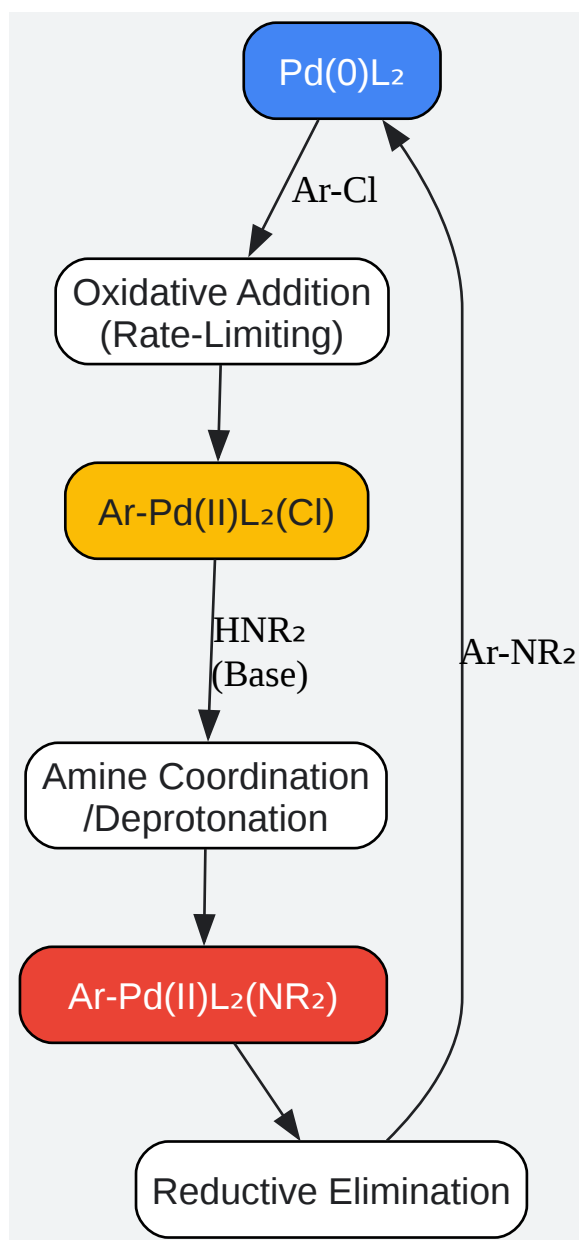 Pd(0)L₂
Ar-Cl
Oxidative Addition
(Rate-Limiting)
Ar-Pd(II)L₂(Cl)
HNR₂
(Base)
Ar-NR₂
Amine Coordination
/Deprotonation
Ar-Pd(II)L₂(NR₂)
Reductive Elimination